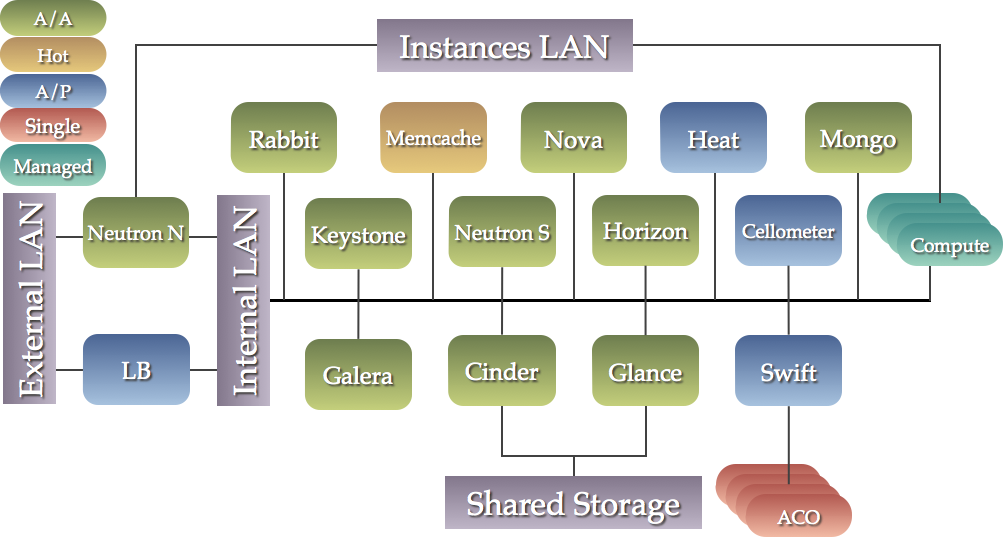 A/A
Hot
A/P
Single
Managed
Instances LAN
Rabbit
Memcache
Nova
Heat
Mongo
External LAN
Neutron N
Internal LAN
Keystone
Neutron S
Horizon
Cellometer
Compute
LB
Galera
Cinder
Glance
Swift
Shared Storage
ACO